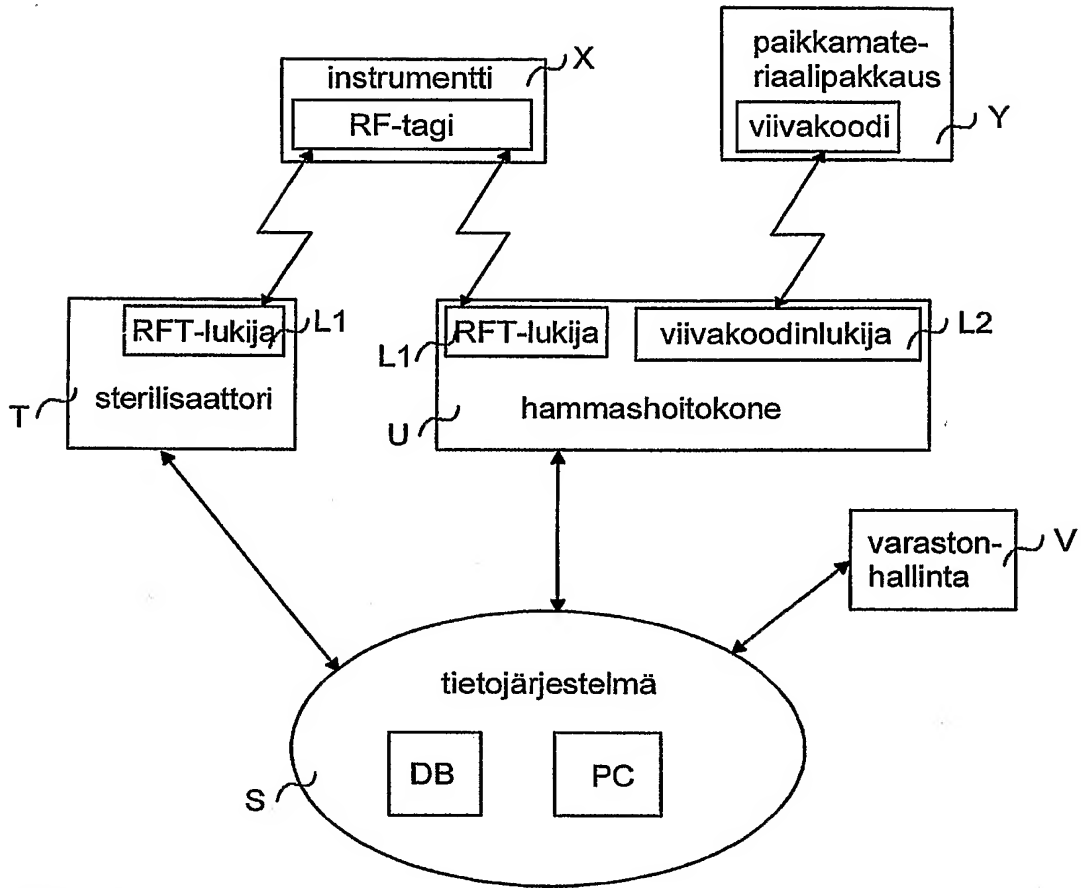 instrumentti
X
RF-tagi
paikkamate-
riaalipakkaus
viivakoodi
Y
RFT-lukija
L1
sterilisaattori
T
L1
RFT-lukija
viivakoodinlukija
L2
hammashoitokone
U
varaston-
hallinta
V
tietojärjestelmä
DB
PC
S